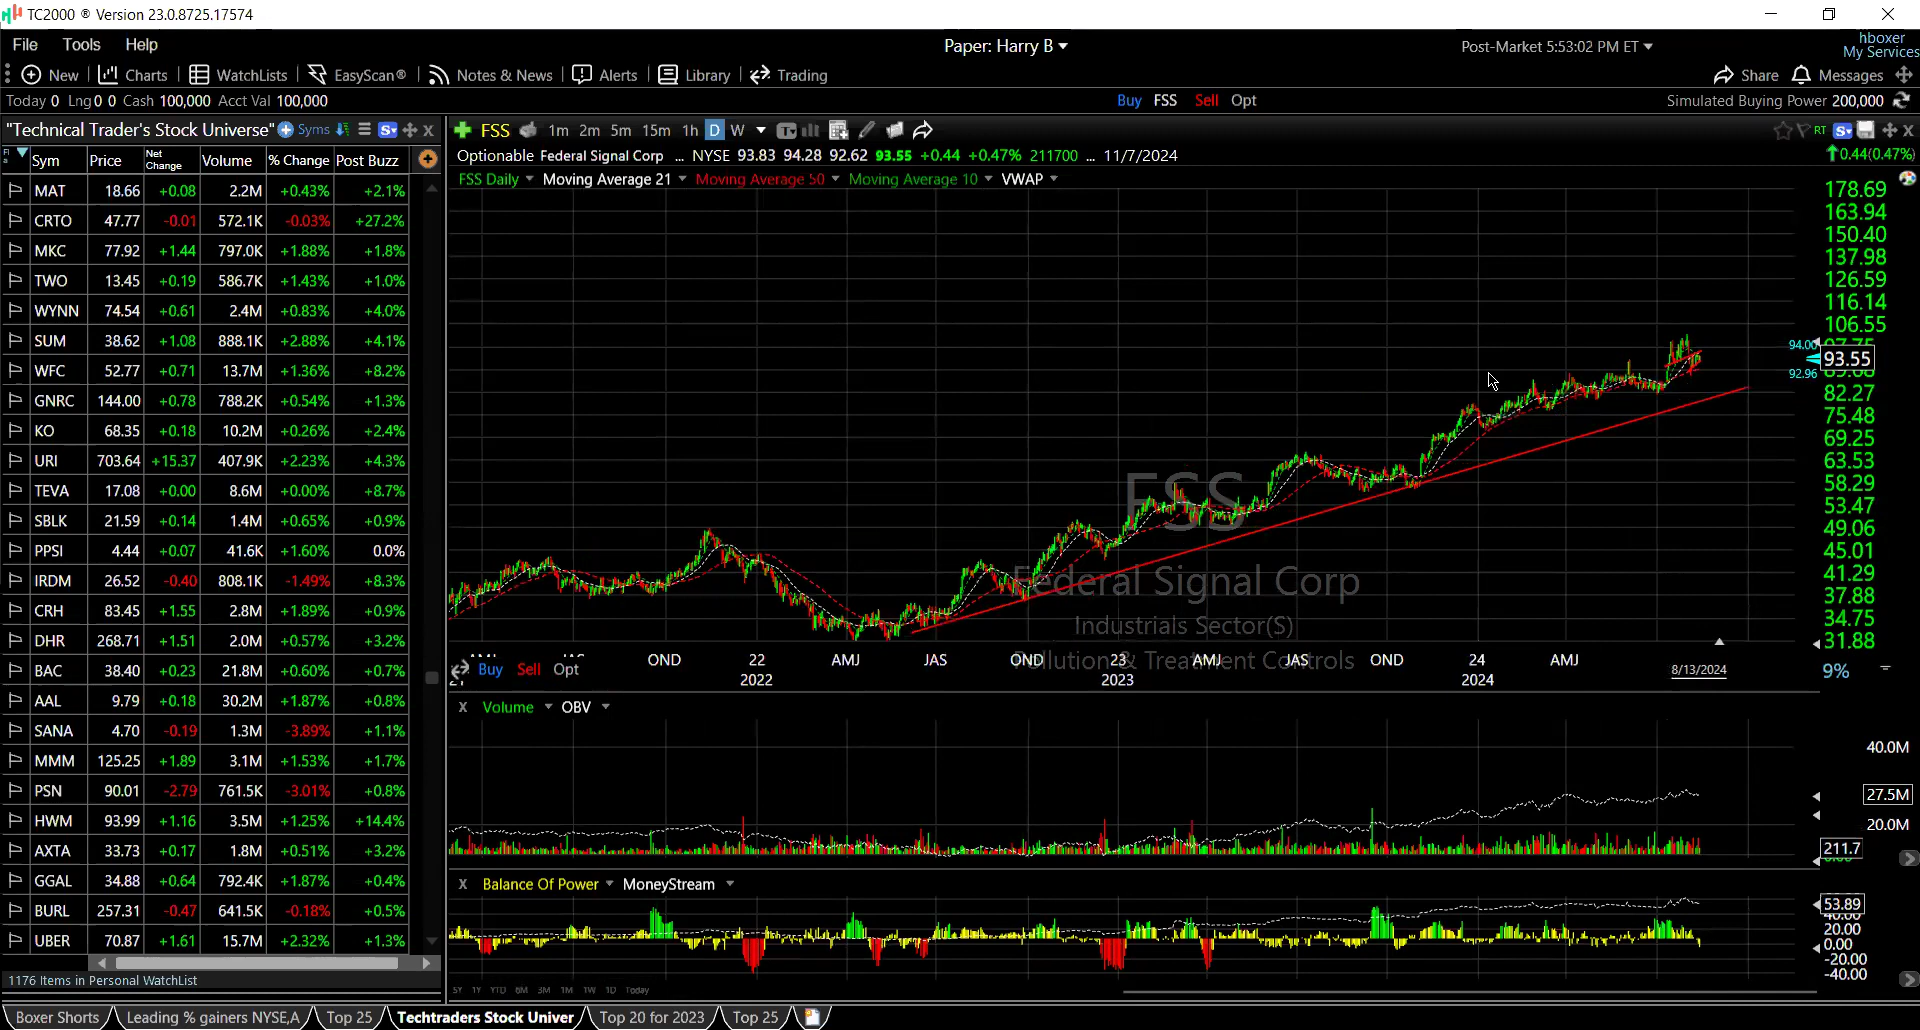 TC2000 ® Version 23.0.8725.17574
File Tools Help
Paper: Harry B
Post-Market 5:53:02 PM ET
hboxer
My Services
New Charts WatchLists EasyScan® Notes & News Alerts Library Trading
Share Messages
Today 0 Lng 0 0 Cash 100,000 Acct Val 100,000
Buy FSS Sell Opt
Simulated Buying Power 200,000
"Technical Trader's Stock Universe" Syms
FSS 1m 2m 5m 15m 1h D W
RT
Sym Price Net Change Volume % Change Post Buzz
Optionable Federal Signal Corp ... NYSE 93.83 94.28 92.62 93.55 +0.44 +0.47% 211700 ... 11/7/2024
0.44(0.47%)
FSS Daily Moving Average 21 Moving Average 50 Moving Average 10 VWAP
MAT 18.66 +0.08 2.2M +0.43% +2.1%
CRTO 47.77 -0.01 572.1K -0.03% +27.2%
MKC 77.92 +1.44 797.0K +1.88% +1.8%
TWO 13.45 +0.19 586.7K +1.43% +1.0%
WYNN 74.54 +0.61 2.4M +0.83% +4.0%
SUM 38.62 +1.08 888.1K +2.88% +4.1%
WFC 52.77 +0.71 13.7M +1.36% +8.2%
GNRC 144.00 +0.78 788.2K +0.54% +1.3%
KO 68.35 +0.18 10.2M +0.26% +2.4%
URI 703.64 +15.37 407.9K +2.23% +4.3%
TEVA 17.08 +0.00 8.6M +0.00% +8.7%
SBLK 21.59 +0.14 1.4M +0.65% +0.9%
PPSI 4.44 +0.07 41.6K +1.60% 0.0%
IRDM 26.52 -0.40 808.1K -1.49% +8.3%
CRH 83.45 +1.55 2.8M +1.89% +0.9%
DHR 268.71 +1.51 2.0M +0.57% +3.2%
BAC 38.40 +0.23 21.8M +0.60% +0.7%
AAL 9.79 +0.18 30.2M +1.87% +0.8%
SANA 4.70 -0.19 1.3M -3.89% +1.1%
MMM 125.25 +1.89 3.1M +1.53% +1.7%
PSN 90.01 -2.79 761.5K -3.01% +0.8%
HWM 93.99 +1.16 3.5M +1.25% +14.4%
AXTA 33.73 +0.17 1.8M +0.51% +3.2%
GGAL 34.88 +0.64 792.4K +1.87% +0.4%
BURL 257.31 -0.47 641.5K -0.18% +0.5%
UBER 70.87 +1.61 15.7M +2.32% +1.3%
1176 Items in Personal WatchList
178.69
163.94
150.40
137.98
126.59
116.14
106.55
94.00
93.55
92.96
82.27
75.48
69.25
63.53
58.29
53.47
49.06
45.01
41.29
37.88
34.75
31.88
FSS
Federal Signal Corp
Industrials Sector(S)
Pollution & Treatment Controls
OND 22 AMJ JAS OND 23 AMJ JAS OND 24 AMJ
2022 2023 2024 8/13/2024
9%
Buy Sell Opt
X Volume OBV
40.0M
27.5M
20.0M
211.7
X Balance Of Power MoneyStream
53.89
40.00
20.00
0.00
-20.00
-40.00
5Y 1Y YTD 6M 3M 1M 1W 1D Today
Boxer Shorts Leading % gainers NYSE,A Top 25 Techtraders Stock Univer Top 20 for 2023 Top 25